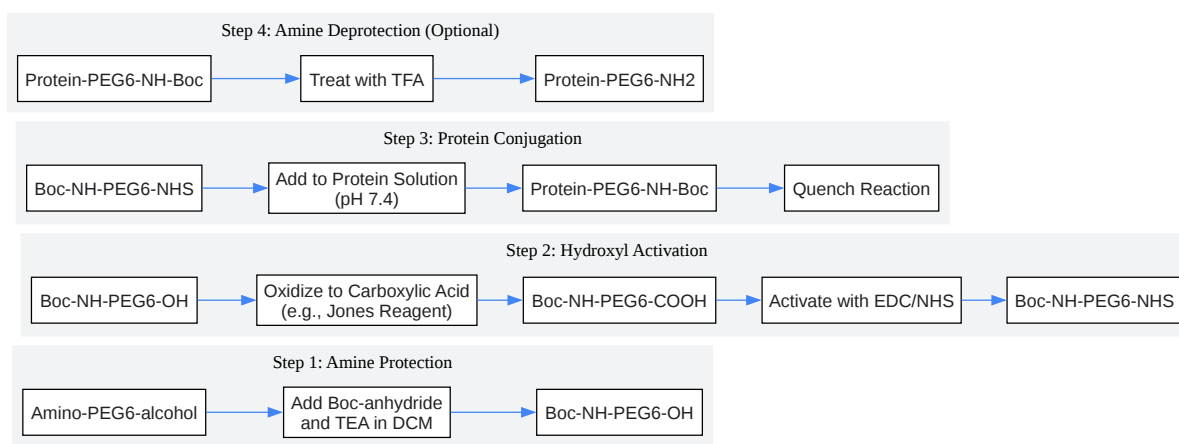 Step 4: Amine Deprotection (Optional)
Protein-PEG6-NH-Boc
Treat with TFA
Protein-PEG6-NH2
Step 3: Protein Conjugation
Boc-NH-PEG6-NHS
Add to Protein Solution
(pH 7.4)
Protein-PEG6-NH-Boc
Quench Reaction
Step 2: Hydroxyl Activation
Boc-NH-PEG6-OH
Oxidize to Carboxylic Acid
(e.g., Jones Reagent)
Boc-NH-PEG6-COOH
Activate with EDC/NHS
Boc-NH-PEG6-NHS
Step 1: Amine Protection
Amino-PEG6-alcohol
Add Boc-anhydride
and TEA in DCM
Boc-NH-PEG6-OH